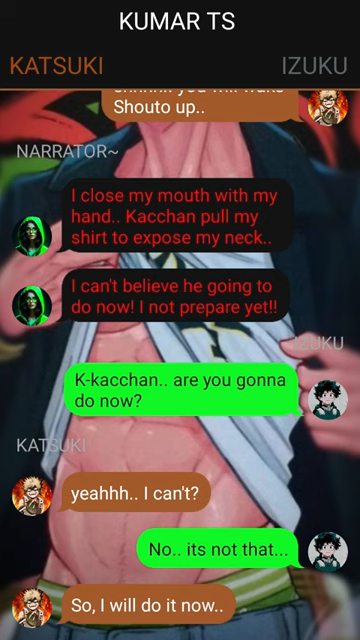 KUMAR TS
KATSUKI
IZUKU
Shouto up..
NARRATOR~
I close my mouth with my
hand.. Kacchan pull my
shirt to expose my neck..
I can't believe he going to
do now! I not prepare yet!!
IZUKU
K-kacchan.. are you gonna
do now?
KATSUKI
yeahhh.. I can't?
No.. its not that...
So, I will do it now..